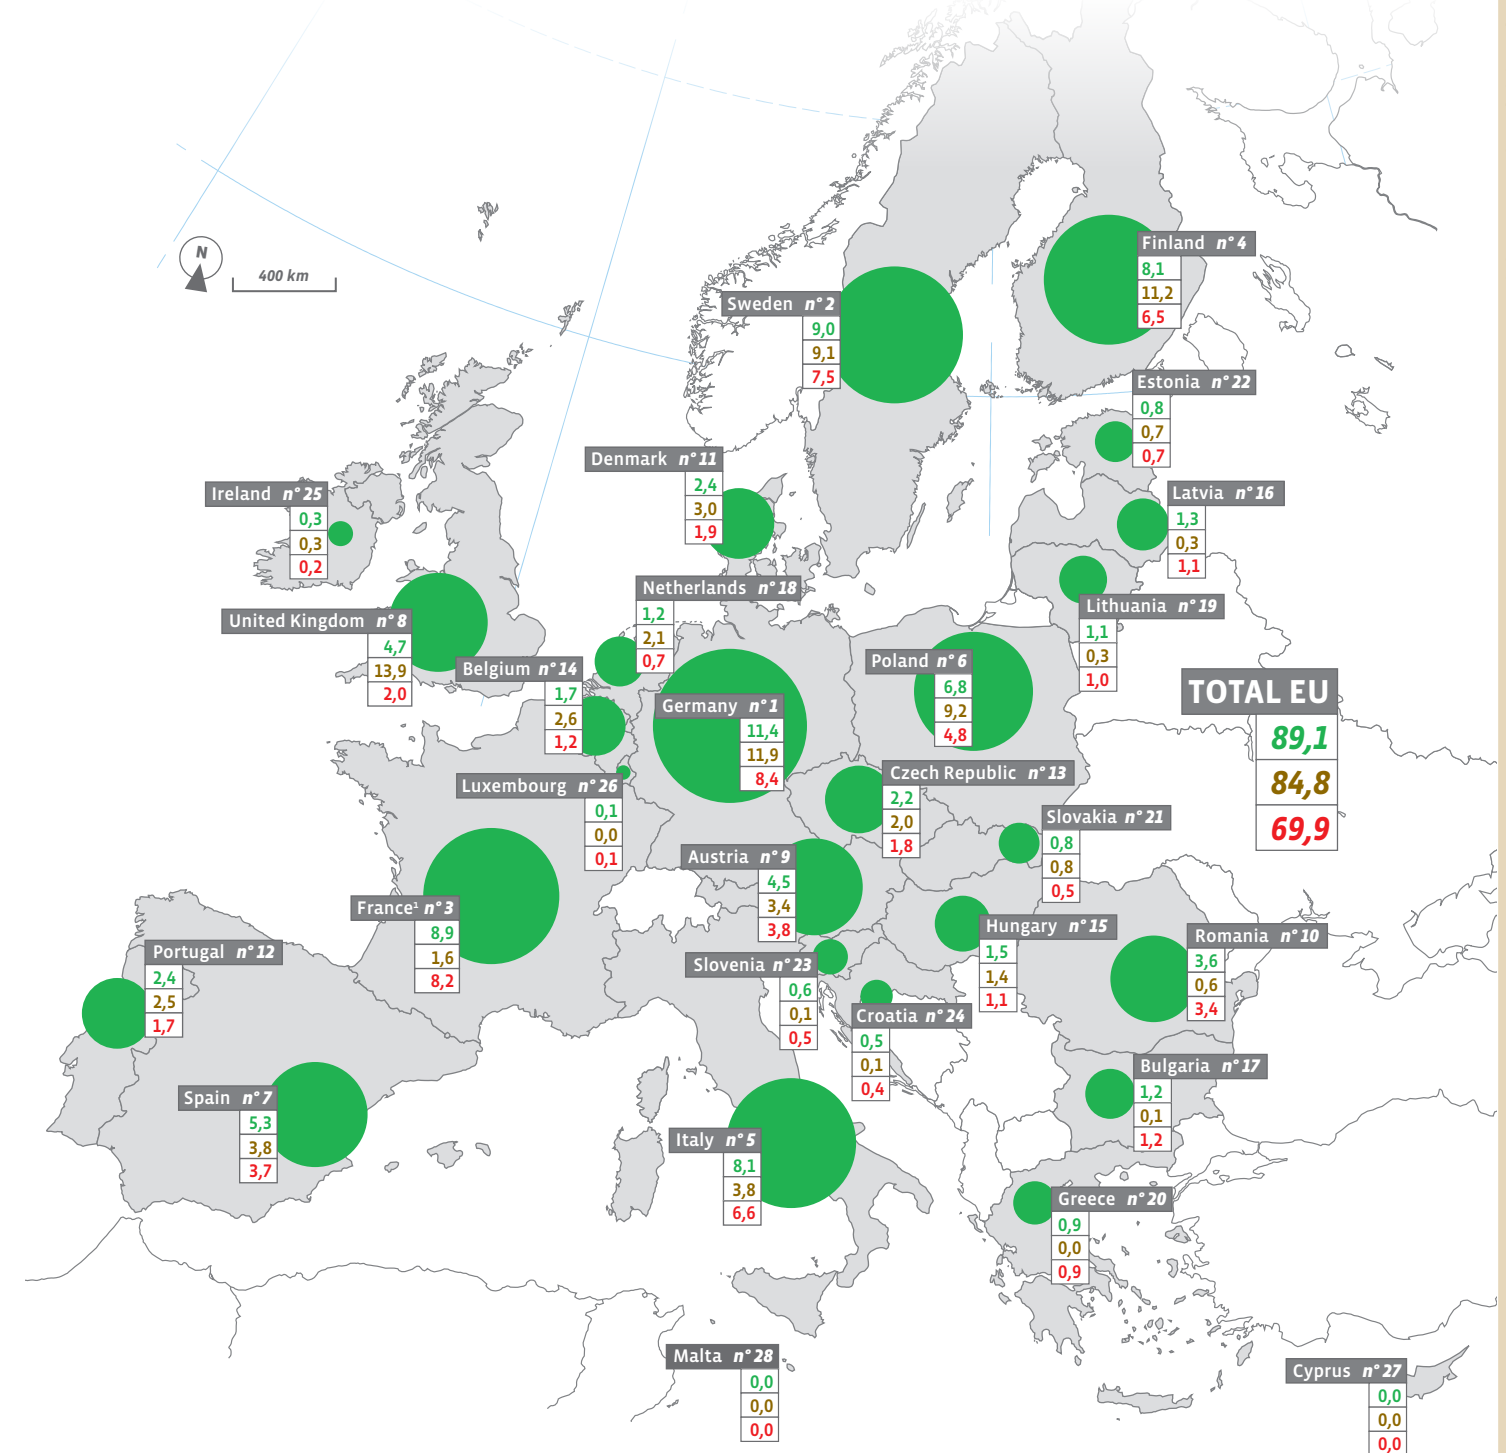 N
400 km
Finland n° 4
8,1
11,2
6,5
Sweden n° 2
9,0
9,1
7,5
Estonia n° 22
0,8
0,7
0,7
Denmark n° 11
2,4
3,0
1,9
Ireland n° 25
0,3
0,3
0,2
Latvia n° 16
1,3
0,3
1,1
Netherlands n° 18
1,2
2,1
0,7
Lithuania n° 19
1,1
0,3
1,0
United Kingdom n° 8
4,7
13,9
2,0
Belgium n° 14
1,7
2,6
1,2
Poland n° 6
6,8
9,2
4,8
Germany n° 1
11,4
11,9
8,4
TOTAL EU
89,1
84,8
69,9
Luxembourg n° 26
0,1
0,0
0,1
Czech Republic n° 13
2,2
2,0
1,8
Slovakia n° 21
0,8
0,8
0,5
Austria n° 9
4,5
3,4
3,8
France¹ n° 3
8,9
1,6
8,2
Hungary n° 15
1,5
1,4
1,1
Romania n° 10
3,6
0,6
3,4
Portugal n° 12
2,4
2,5
1,7
Slovenia n° 23
0,6
0,1
0,5
Croatia n° 24
0,5
0,1
0,4
Bulgaria n° 17
1,2
0,1
1,2
Spain n° 7
5,3
3,8
3,7
Italy n° 5
8,1
3,8
6,6
Greece n° 20
0,9
0,0
0,9
Malta n° 28
0,0
0,0
0,0
Cyprus n° 27
0,0
0,0
0,0